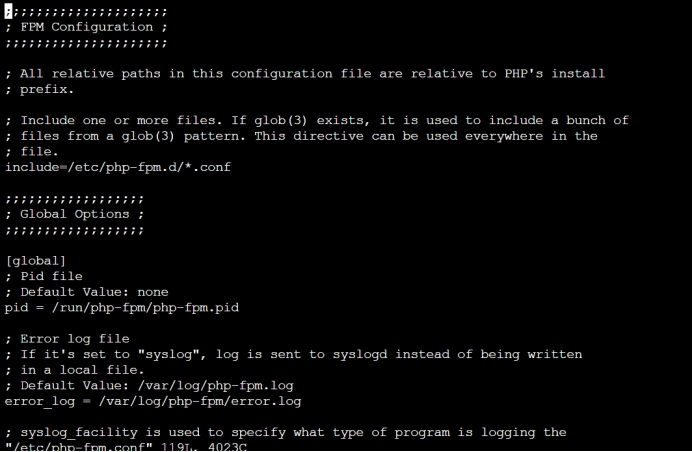 ;;;;;;;;;;;;;;;;;;;;;
; FPM Configuration ;
;;;;;;;;;;;;;;;;;;;;;
; All relative paths in this configuration file are relative to PHP's install
; prefix.
; Include one or more files. If glob(3) exists, it is used to include a bunch of
; files from a glob(3) pattern. This directive can be used everywhere in the
; file.
include=/etc/php-fpm.d/*.conf
;;;;;;;;;;;;;;;;;;
; Global Options ;
;;;;;;;;;;;;;;;;;;
[global]
; Pid file
; Default Value: none
pid = /run/php-fpm/php-fpm.pid
; Error log file
; If it's set to "syslog", log is sent to syslogd instead of being written
; in a local file.
; Default Value: /var/log/php-fpm.log
error_log = /var/log/php-fpm/error.log
; syslog_facility is used to specify what type of program is logging the
"/etc/php-fpm.conf" 119L, 4023C